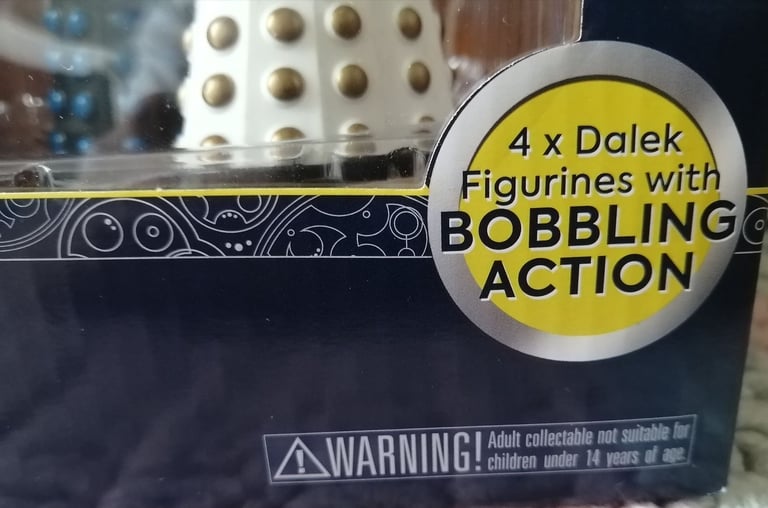 4 x Dalek
Figurines with
BOBBLING
ACTION
WARNING! Adult collectable not suitable for
children under 14 years of age.